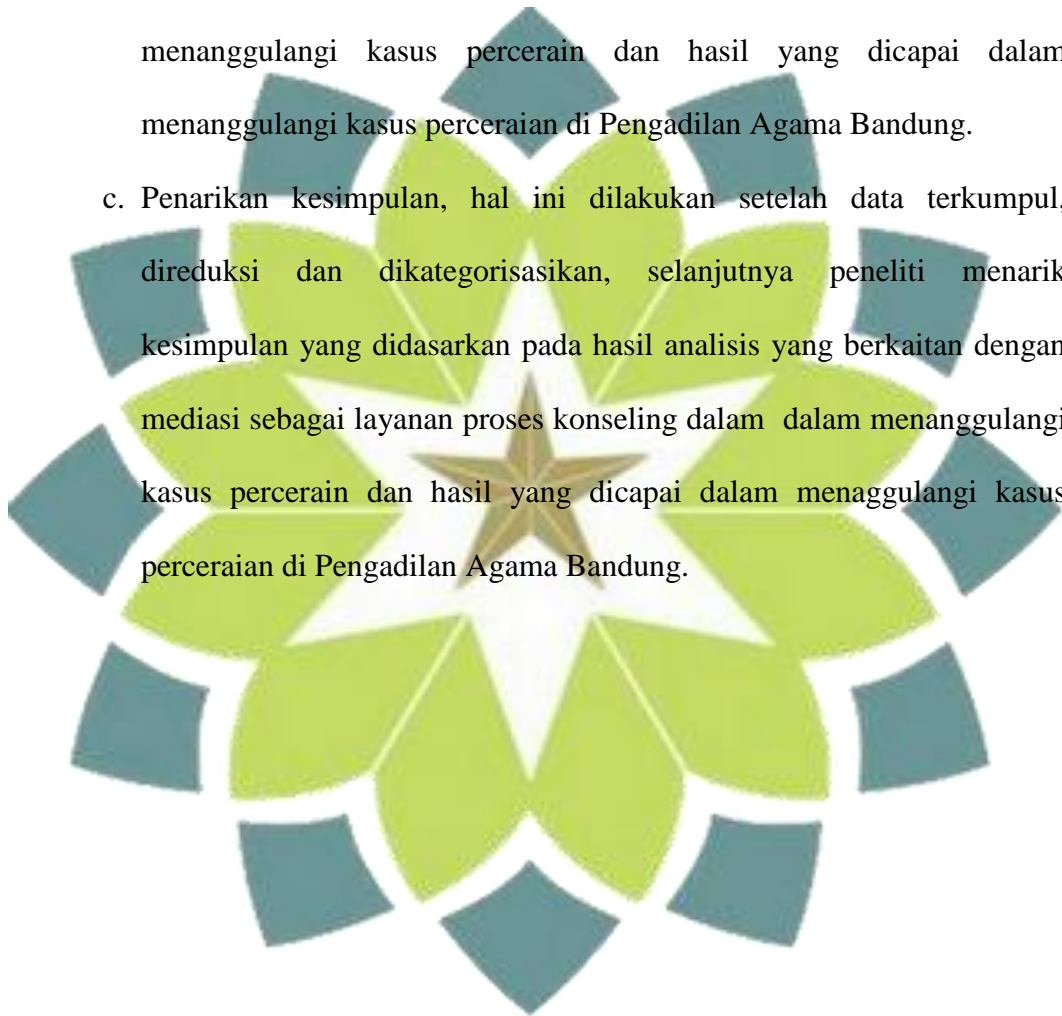 menanggulangi kasus percerain dan hasil yang dicapai dalam
menanggulangi kasus perceraian di Pengadilan Agama Bandung.
c. Penarikan kesimpulan, hal ini dilakukan setelah data terkumpul,
direduksi dan dikategorisasikan, selanjutnya peneliti menarik
kesimpulan yang didasarkan pada hasil analisis yang berkaitan dengan
mediasi sebagai layanan proses konseling dalam dalam menanggulangi
kasus percerain dan hasil yang dicapai dalam menaggulangi kasus
perceraian di Pengadilan Agama Bandung.